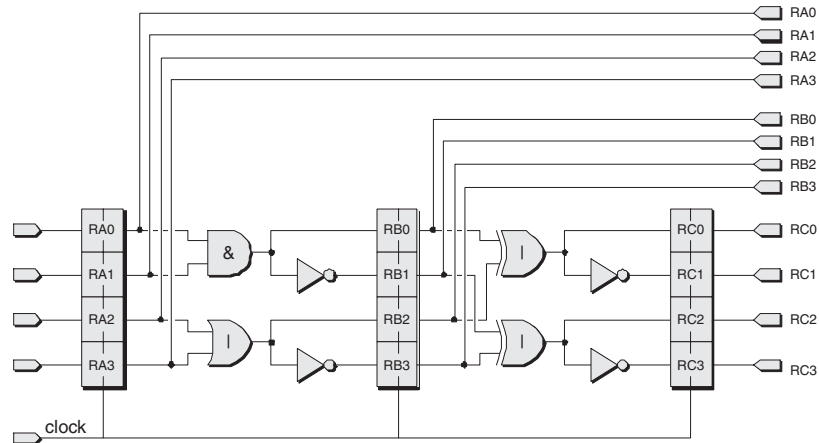 RA0
RA1
RA2
RA3
RB0
RB1
RB2
RB3
RA0 RB0 RC0 RC0
& |
RA1 RB1 RC1 RC1
RA2 RB2 RC2 RC2
| |
RA3 RB3 RC3 RC3
clock